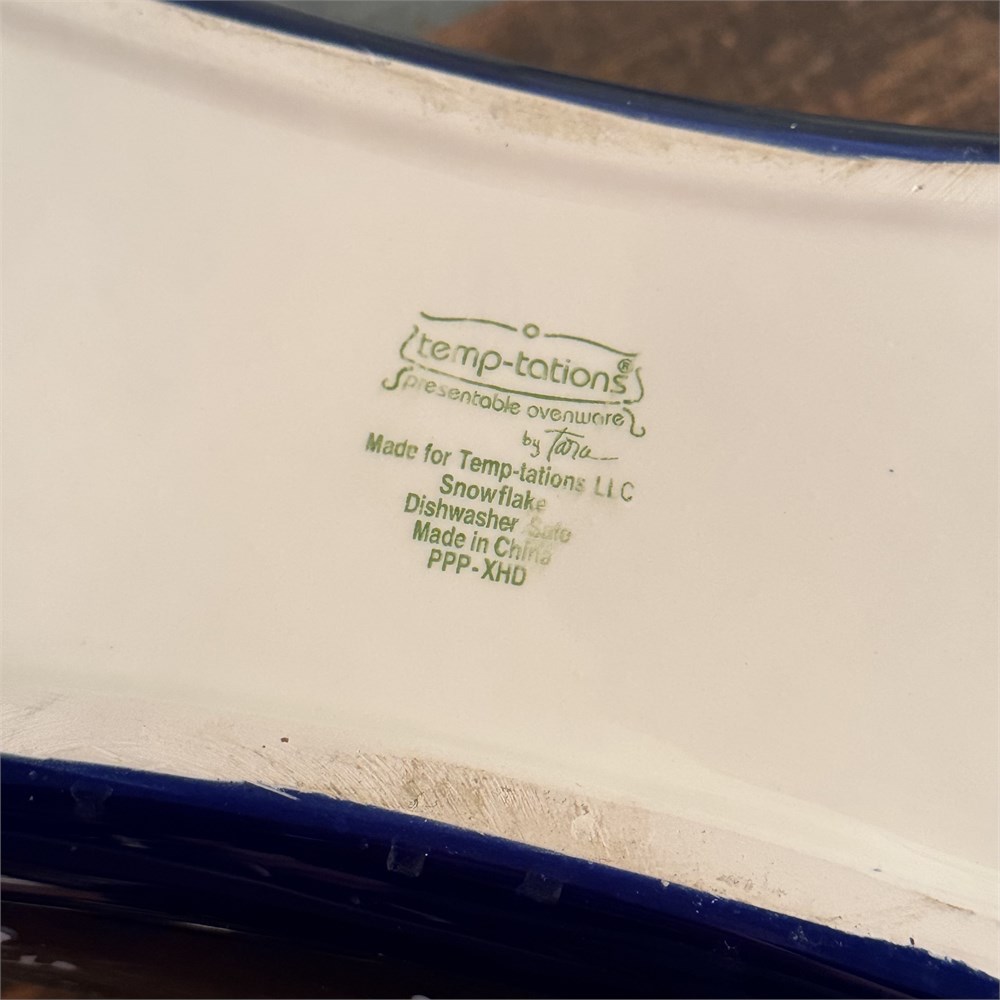 temp-tations®
presentable ovenware
by Tara
Made for Temp-tations LLC
Snowflake
Dishwasher Safe
Made in China
PPP-XHD